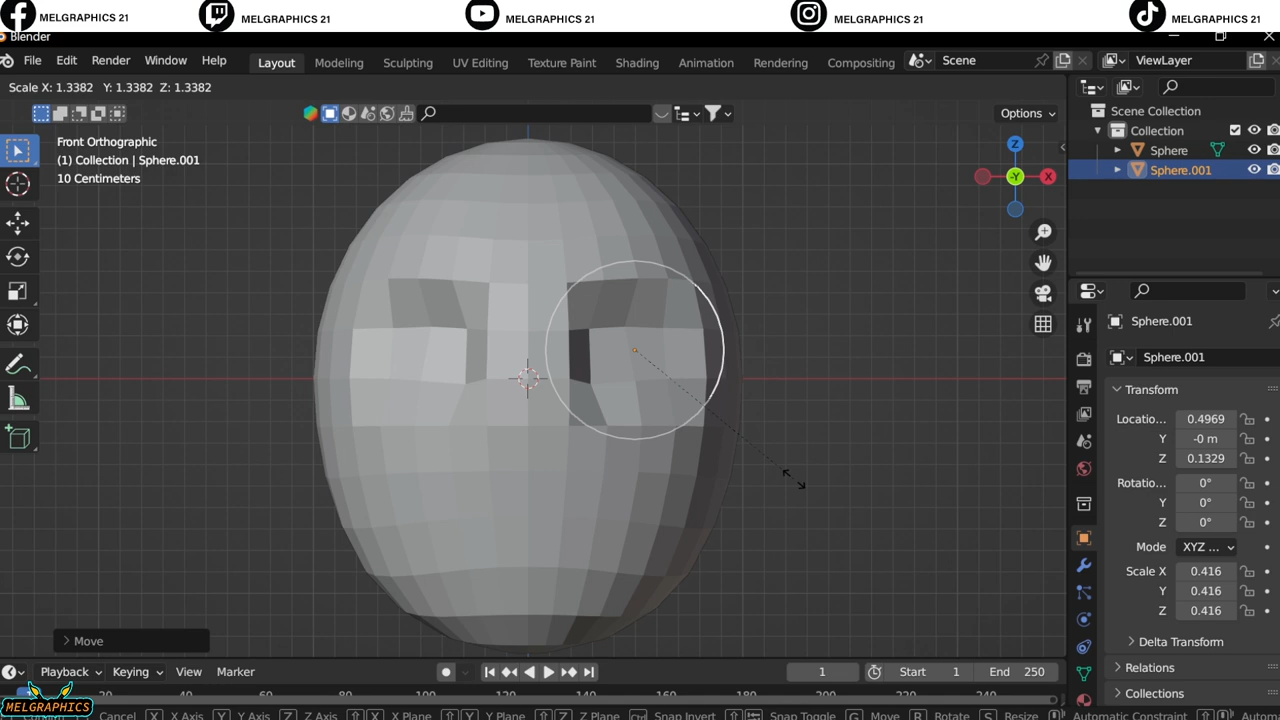 MELGRAPHICS 21
MELGRAPHICS 21
MELGRAPHICS 21
MELGRAPHICS 21
MELGRAPHICS 21
Blender
File Edit Render Window Help
Layout Modeling Sculpting UV Editing Texture Paint Shading Animation Rendering Compositing
Scene
ViewLayer
Scale X: 1.3382 Y: 1.3382 Z: 1.3382
Options
Front Orthographic
(1) Collection | Sphere.001
10 Centimeters
Z
-Y
X
Scene Collection
Collection
Sphere
Sphere.001
Sphere.001
Sphere.001
Transform
Locatio... 0.4969
Y -0 m
Z 0.1329
Rotatio... 0°
Y 0°
Z 0°
Mode XYZ ...
Scale X 0.416
Y 0.416
Z 0.416
Delta Transform
Relations
Collections
Move
Playback Keying View Marker
1 Start 1 End 250
MELGRAPHICS
Confirm Cancel X X Axis Y Y Axis Z Z Axis X X Plane Y Y Plane Z Z Plane Snap Invert Snap Toggle G Move R Rotate S Resize Automatic Constraint